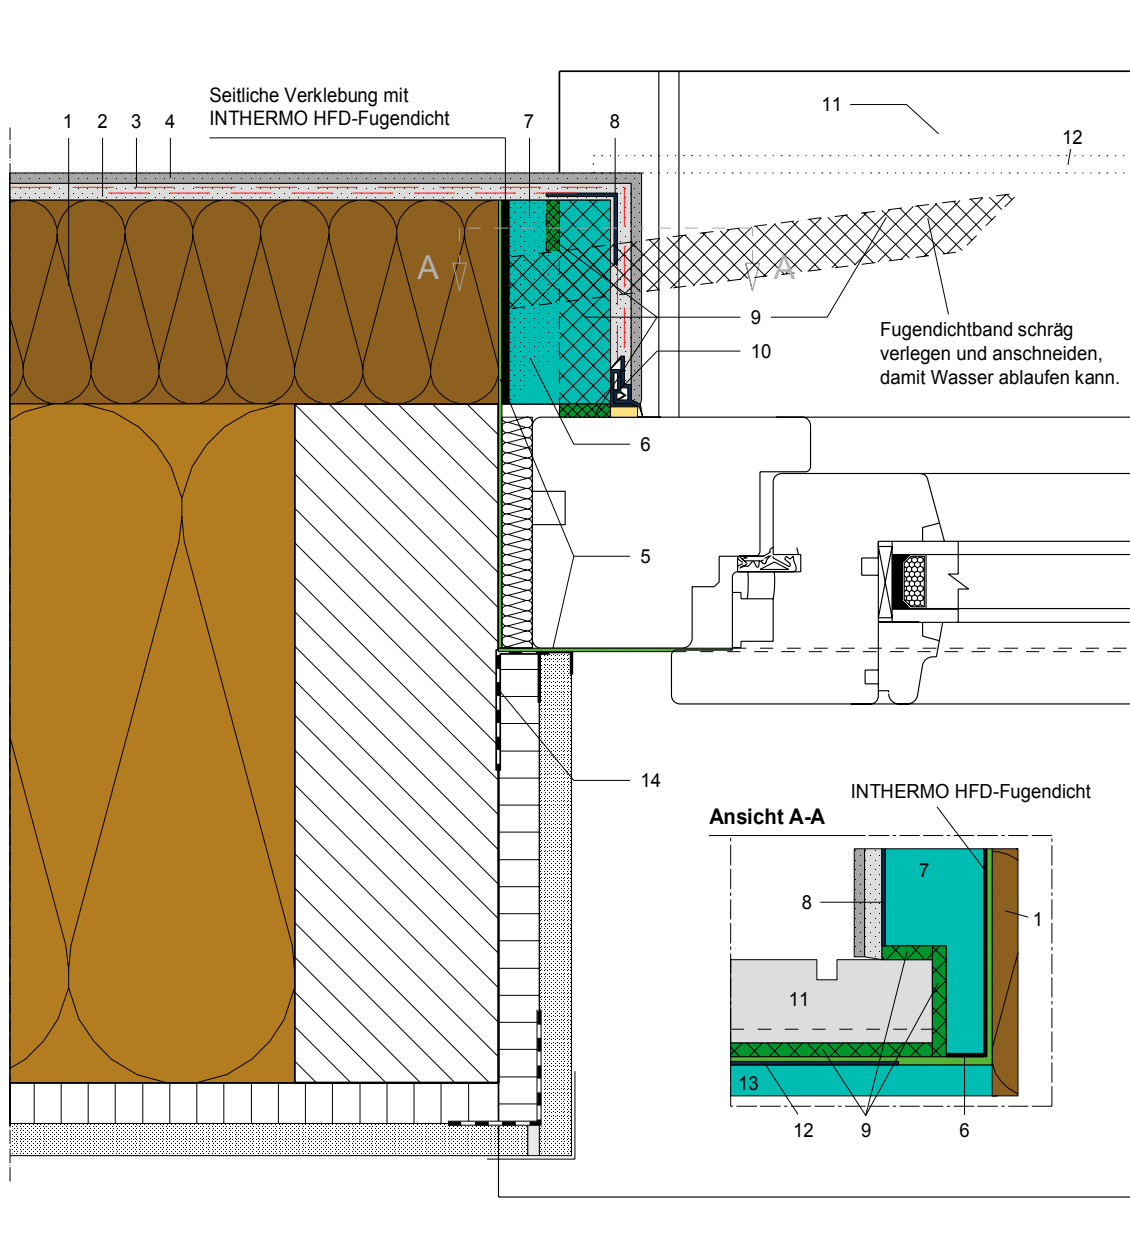 Seitliche Verklebung mit
INTHERMO HFD-Fugendicht
1 2 3 4 7 8
11
12
A A
9
10
Fugendichtband schräg
verlegen und anschneiden,
damit Wasser ablaufen kann.
6
5
14
INTHERMO HFD-Fugendicht
Ansicht A-A
7
8
1
11
13
12 9 6